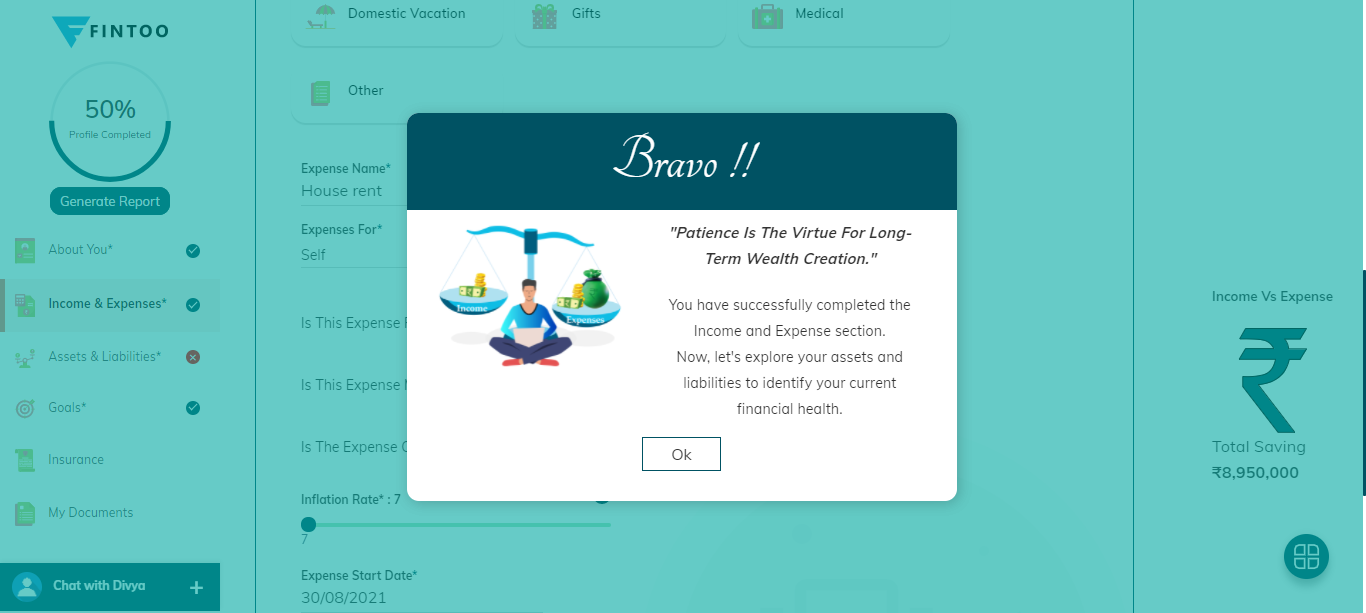 FINTOO
50%
Profile Completed
Generate Report
About You*
Income & Expenses*
Assets & Liabilities*
Goals*
Insurance
My Documents
Chat with Divya
+
Domestic Vacation
Gifts
Medical
Other
Expense Name*
House rent
Expenses For*
Self
Is This Expense
Is This Expense
Is The Expense
Inflation Rate* : 7
7
Expense Start Date*
30/08/2021
Bravo !!
Income
Expenses
"Patience Is The Virtue For Long-
Term Wealth Creation."
You have successfully completed the
Income and Expense section.
Now, let's explore your assets and
liabilities to identify your current
financial health.
Ok
Income Vs Expense
₹
Total Saving
₹8,950,000